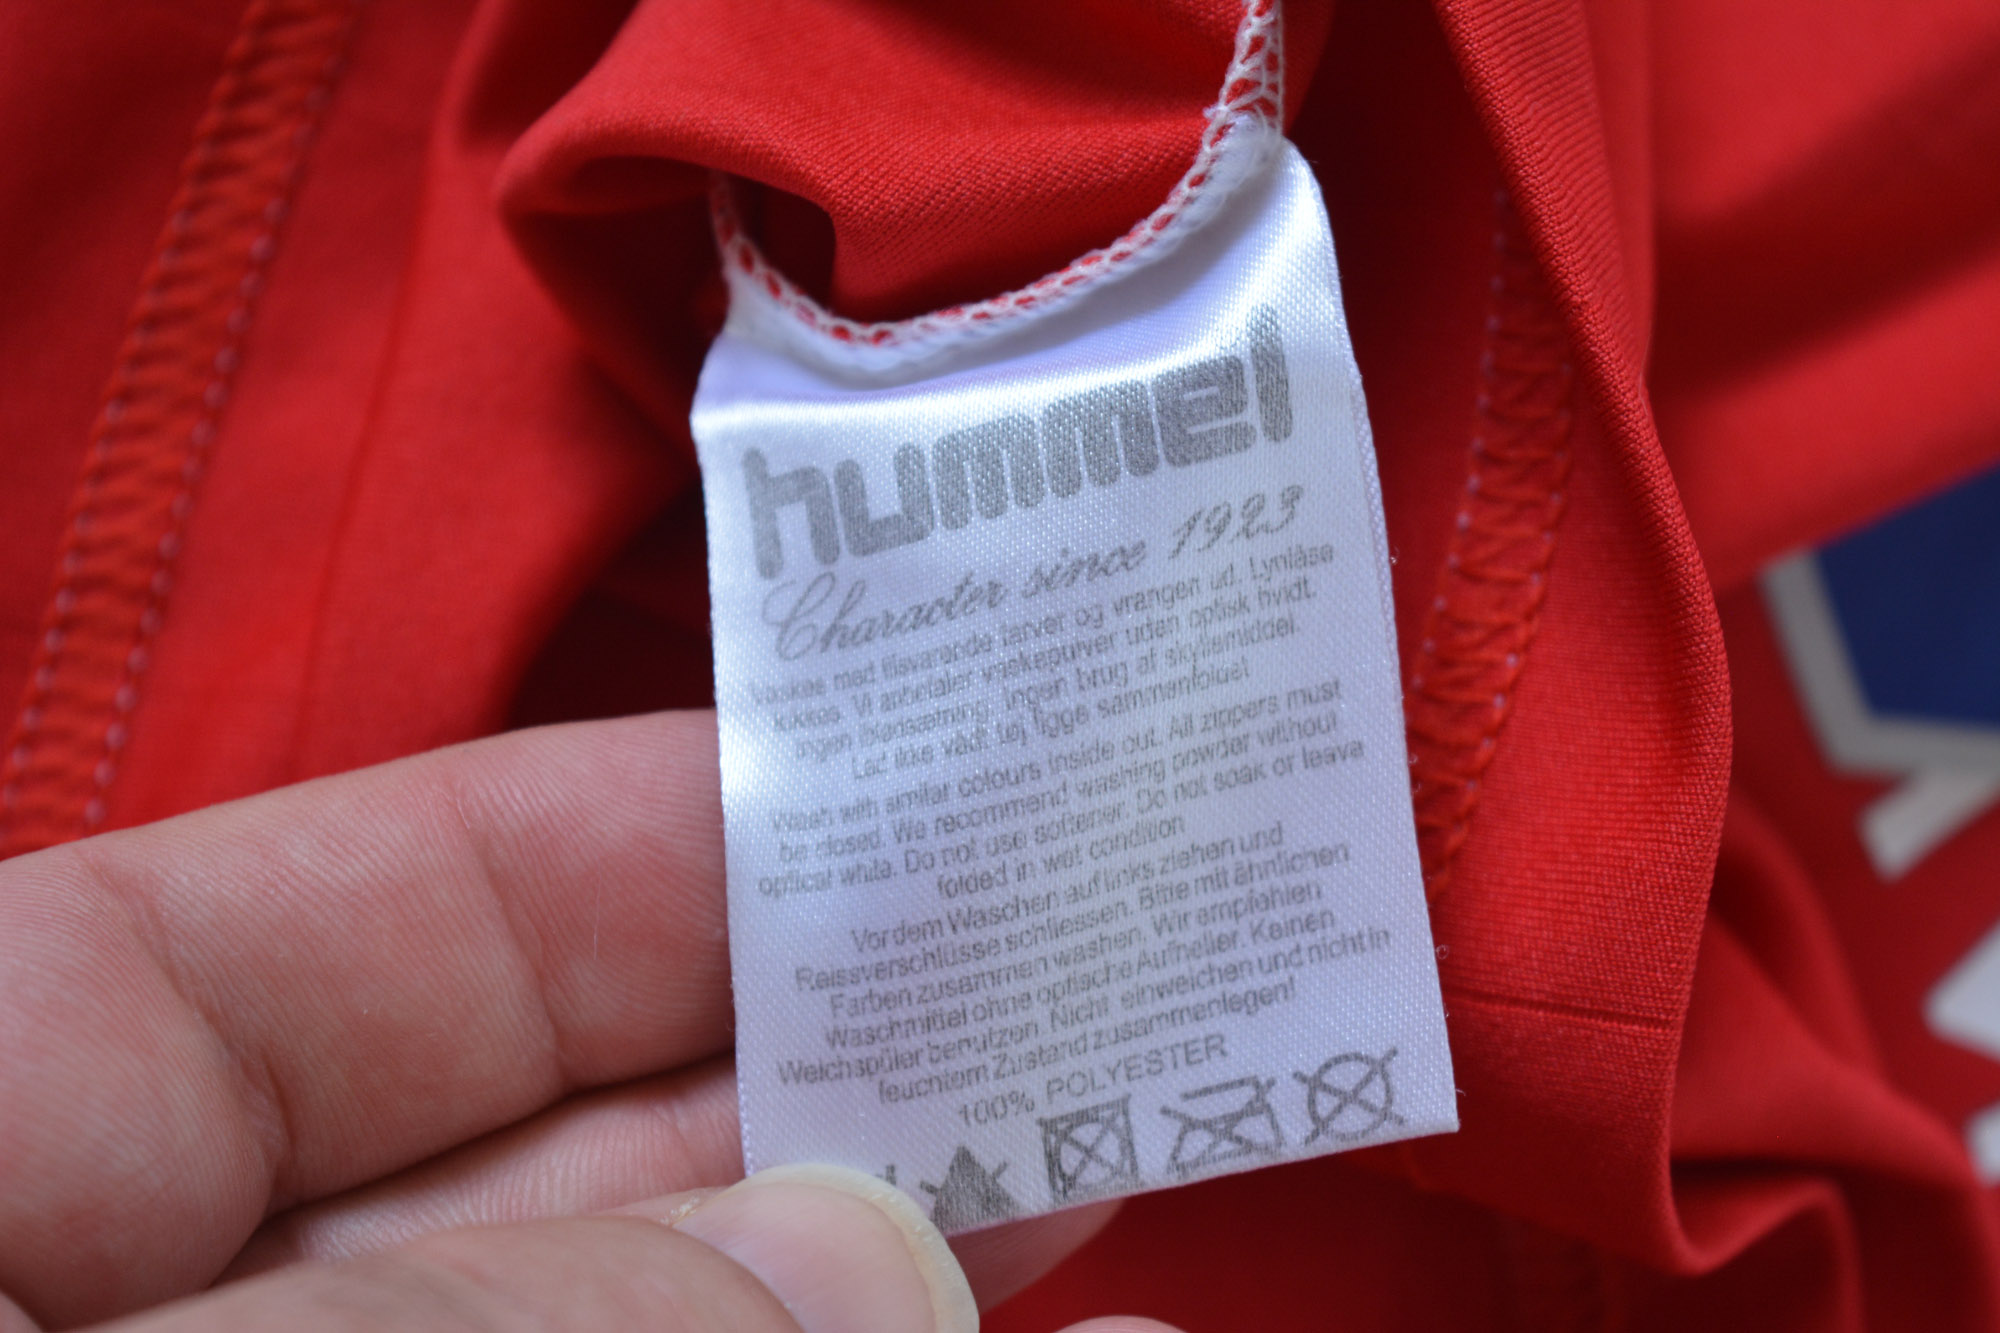 hummel
Character since 1923
Vaskes med tilsvarende farver og vrangen ud. Lynlåse
lukkes. Vi anbefaler vaskepulver uden optisk hvidt.
Ingen iblødsætning, ingen brug af skyllemiddel.
Lad ikke vådt tøj ligge sammenfoldet
Wash with similar colours inside out. All zippers must
be closed. We recommend washing powder without
optical white. Do not use softener. Do not soak or leave
folded in wet condition
Vor dem Waschen auf links ziehen und
Reissverschlüsse schliessen. Bitte mit ähnlichen
Farben zusammen washen. Wir empfehlen
Waschmittel ohne optische Aufheller. Keinen
Weichspüler benutzen. Nicht einweichen und nicht in
feuchtem Zustand zusammenlegen!
100% POLYESTER